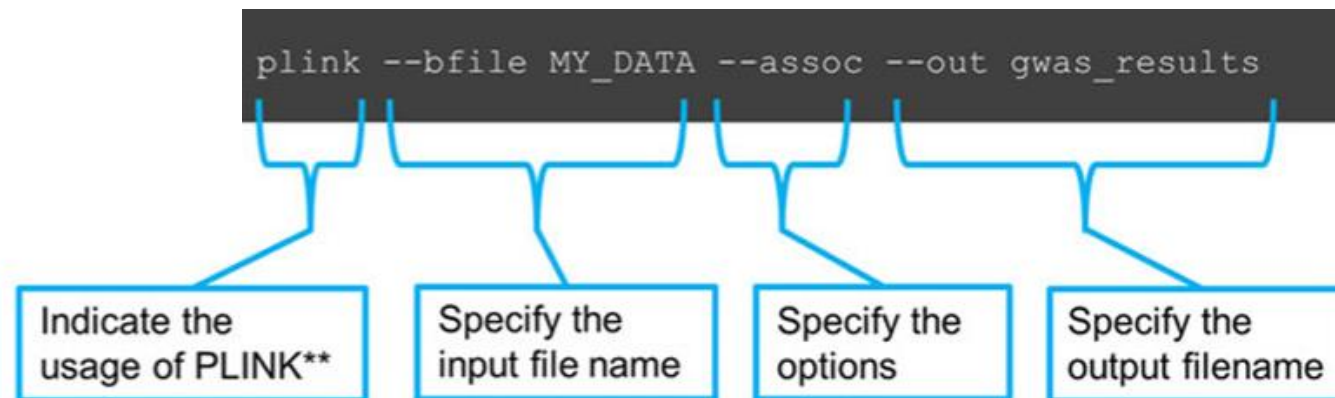 plink --bfile MY_DATA --assoc --out gwas_results
Indicate the
usage of PLINK**
Specify the
input file name
Specify the
options
Specify the
output filename